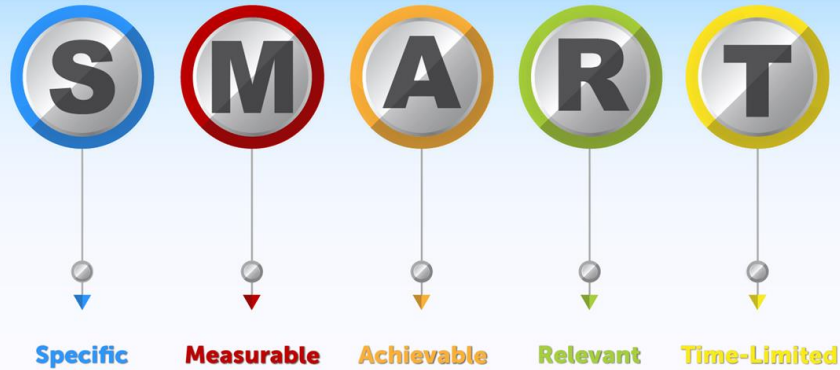 S M A R T
Specific Measurable Achievable Relevant Time-Limited